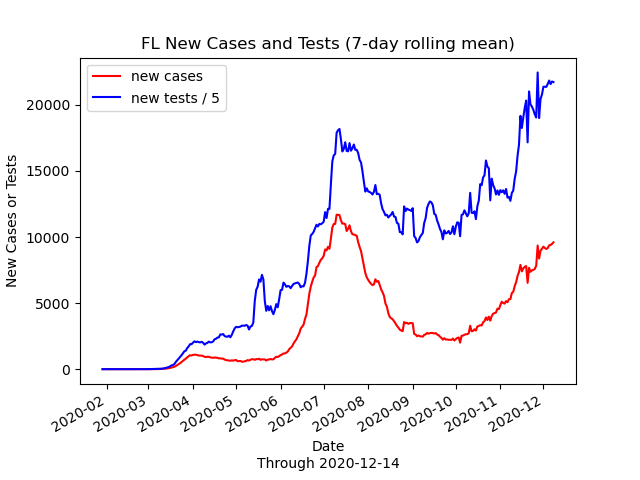 FL New Cases and Tests (7-day rolling mean)
new cases
new tests / 5
20000
15000
10000
5000
0
New Cases or Tests
2020-02
2020-03
2020-04
2020-05
2020-06
2020-07
2020-08
2020-09
2020-10
2020-11
2020-12
Date
Through 2020-12-14